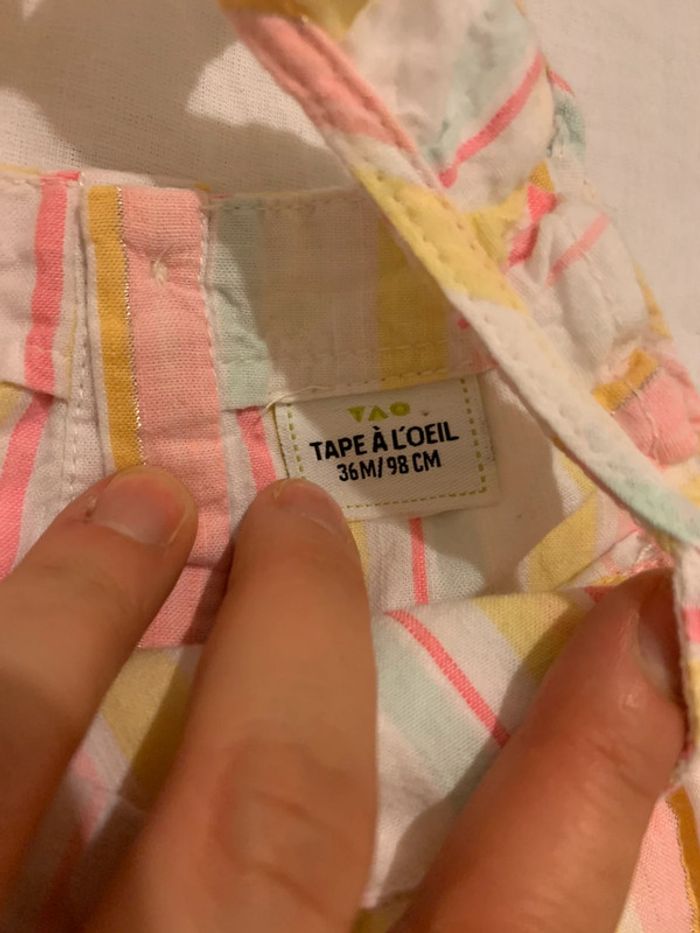 TAO
TAPE À L'OEIL
36M/98 CM